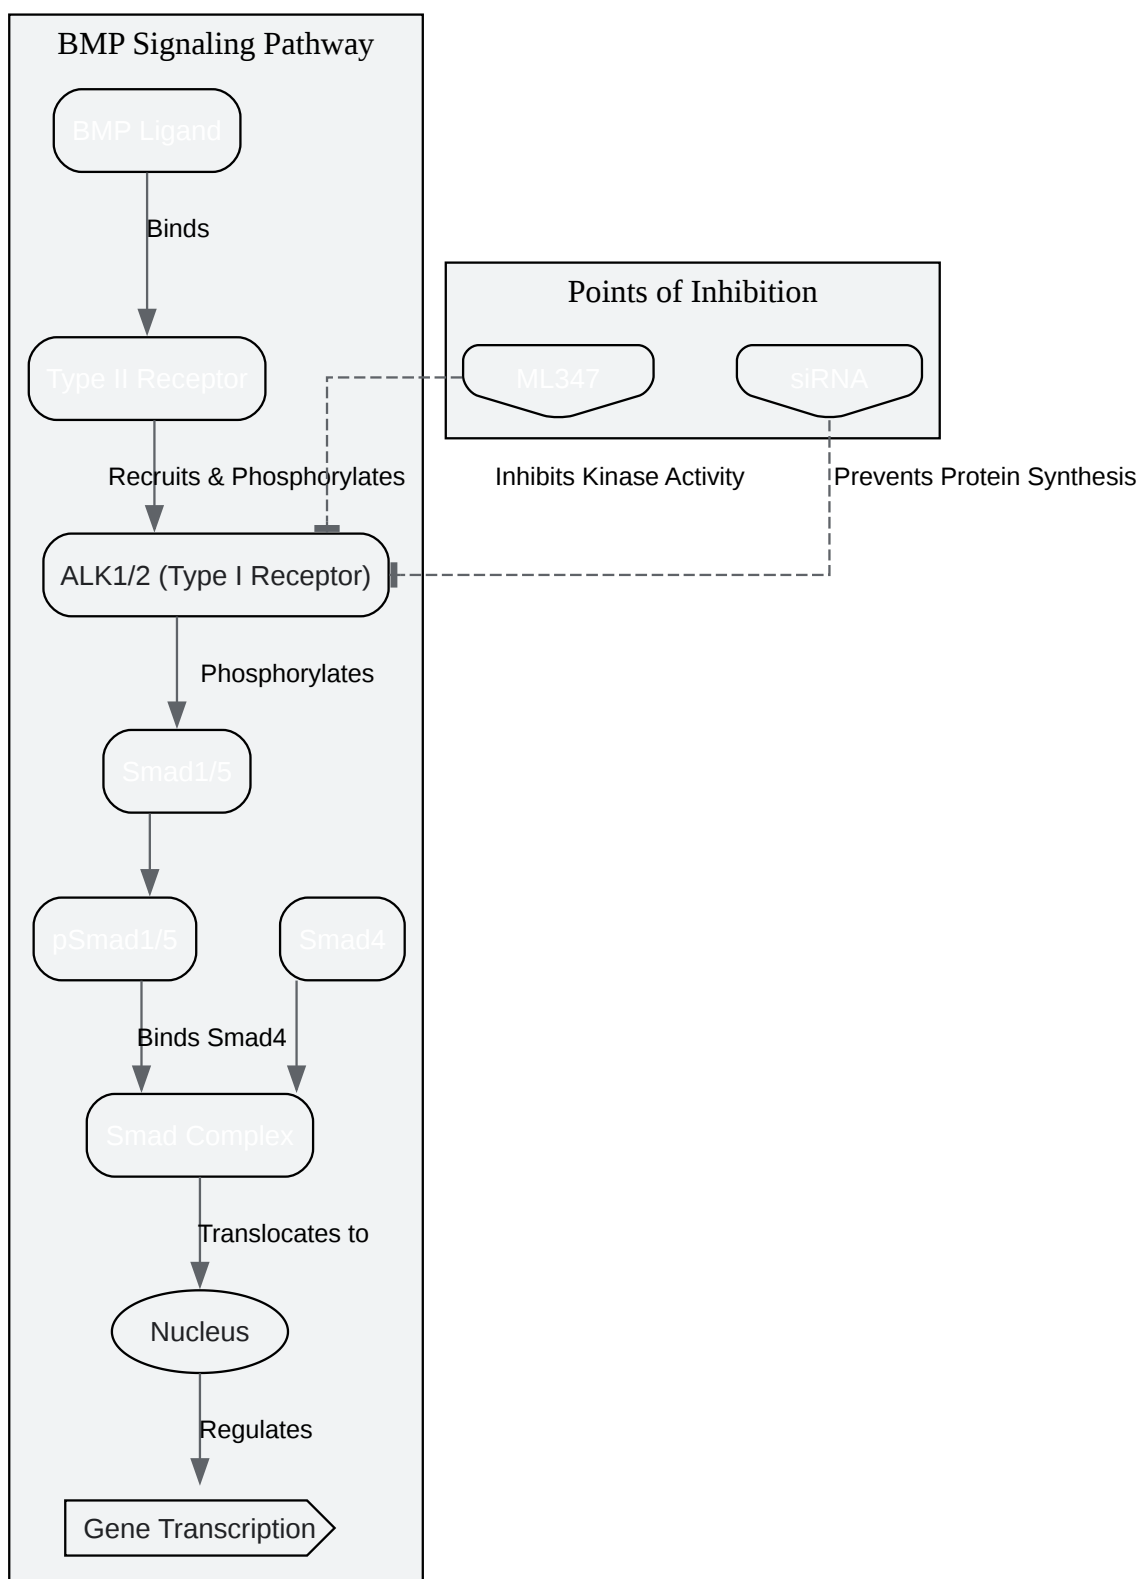 BMP Signaling Pathway
BMP Ligand
Binds
Points of Inhibition
Type II Receptor
ML347
siRNA
Recruits & Phosphorylates
Inhibits Kinase Activity
Prevents Protein Synthesis
ALK1/2 (Type I Receptor)
Phosphorylates
Smad1/5
pSmad1/5
Smad4
Binds Smad4
Smad Complex
Translocates to
Nucleus
Regulates
Gene Transcription